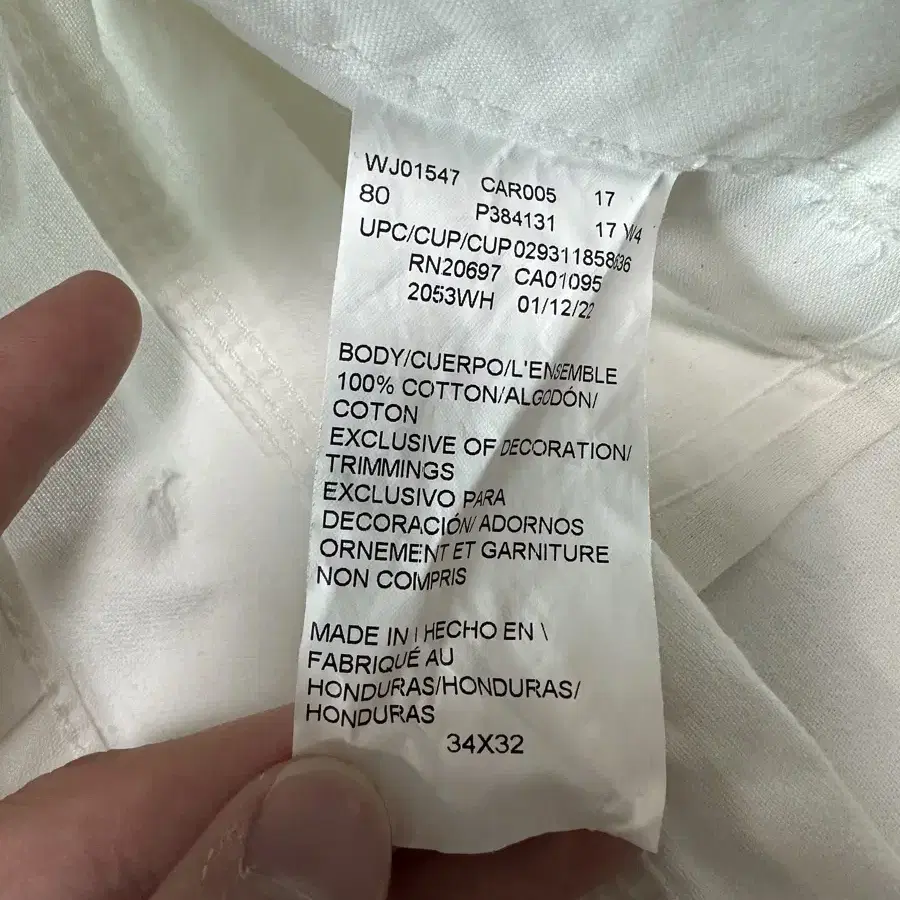 WJ01547 CAR005 17
80 P384131 17 W4
UPC/CUP/CUP 029311858636
RN20697 CA01095
2053WH 01/12/22
BODY/CUERPO/L'ENSEMBLE
100% COTTON/ALGODÓN/
COTON
EXCLUSIVE OF DECORATION/
TRIMMINGS
EXCLUSIVO PARA
DECORACIÓN/ADORNOS
ORNEMENT ET GARNITURE
NON COMPRIS
MADE IN \ HECHO EN \
FABRIQUÉ AU
HONDURAS/HONDURAS/
HONDURAS
34X32